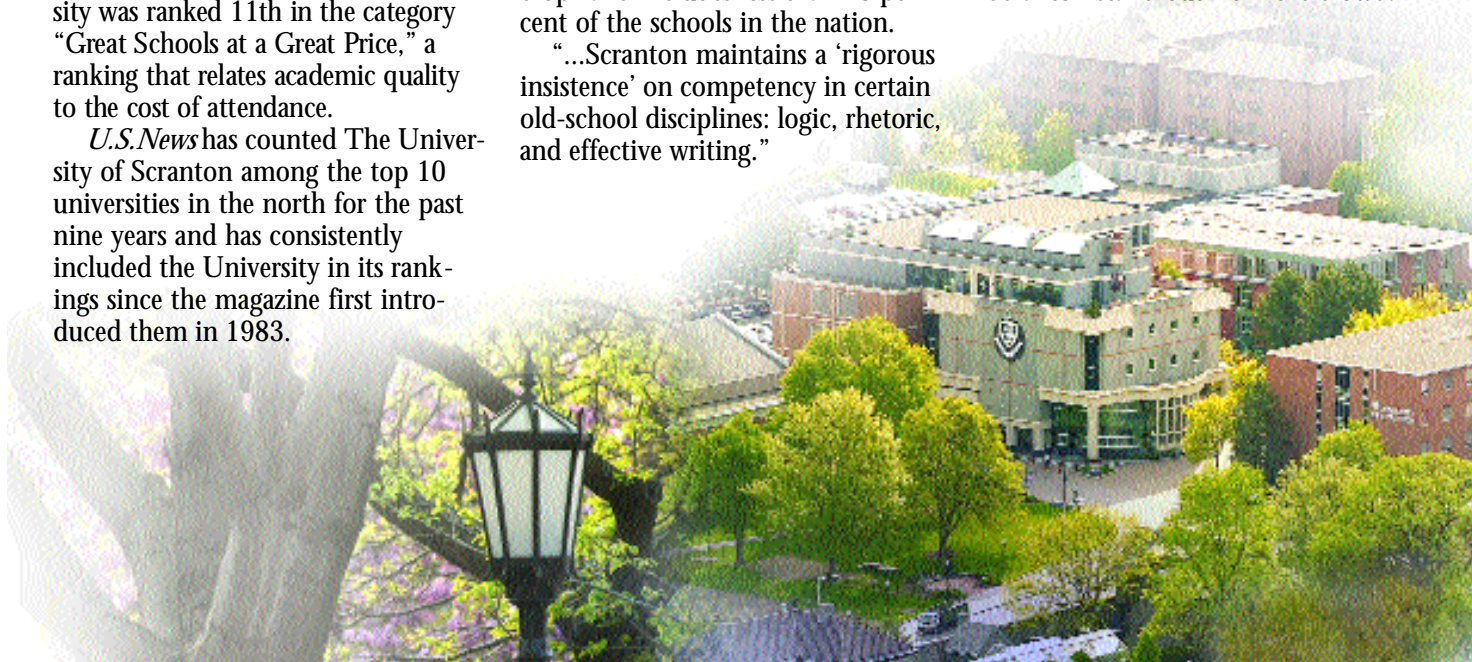 sity was ranked 11th in the category
“Great Schools at a Great Price,” a
ranking that relates academic quality
to the cost of attendance.
U.S.News has counted The Univer-
sity of Scranton among the top 10
universities in the north for the past
nine years and has consistently
included the University in its rank-
ings since the magazine first intro-
duced them in 1983.
cent of the schools in the nation.
“...Scranton maintains a ‘rigorous
insistence’ on competency in certain
old-school disciplines: logic, rhetoric,
and effective writing.”